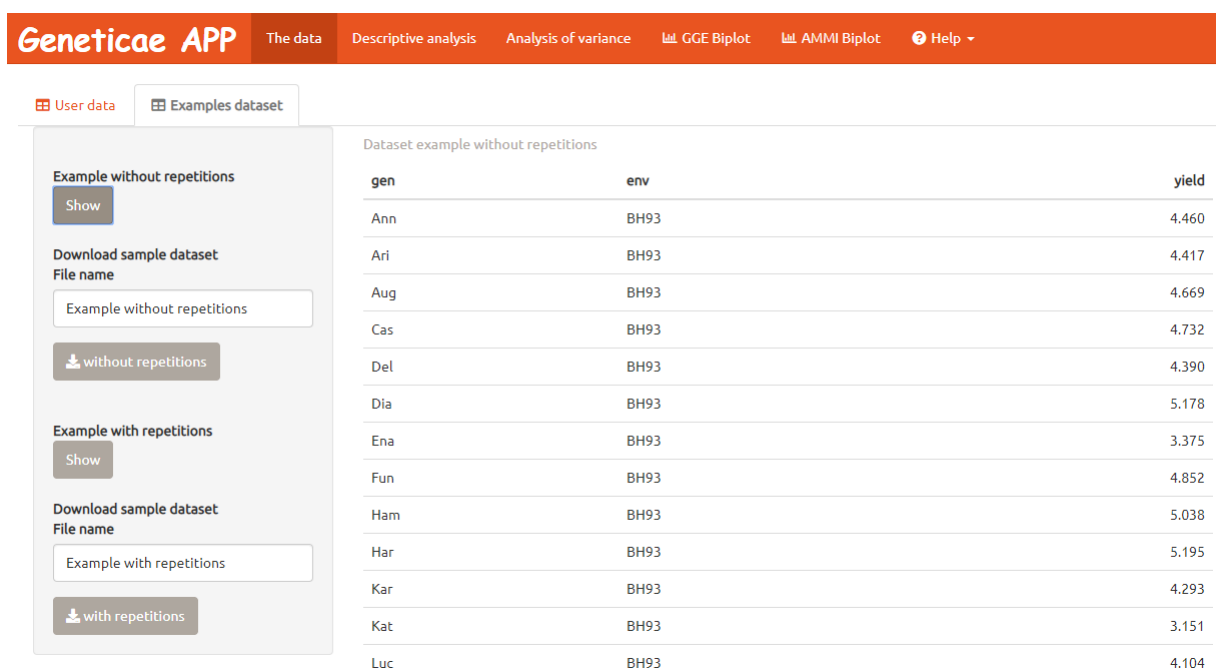 Geneticae APP The data Descriptive analysis Analysis of variance GGE Biplot AMMI Biplot Help
User data Examples dataset
Example without repetitions
Show
Download sample dataset
File name
Example without repetitions
without repetitions
Example with repetitions
Show
Download sample dataset
File name
Example with repetitions
with repetitions
Dataset example without repetitions
gen env yield
Ann BH93 4.460
Ari BH93 4.417
Aug BH93 4.669
Cas BH93 4.732
Del BH93 4.390
Dia BH93 5.178
Ena BH93 3.375
Fun BH93 4.852
Ham BH93 5.038
Har BH93 5.195
Kar BH93 4.293
Kat BH93 3.151
Luc BH93 4.104